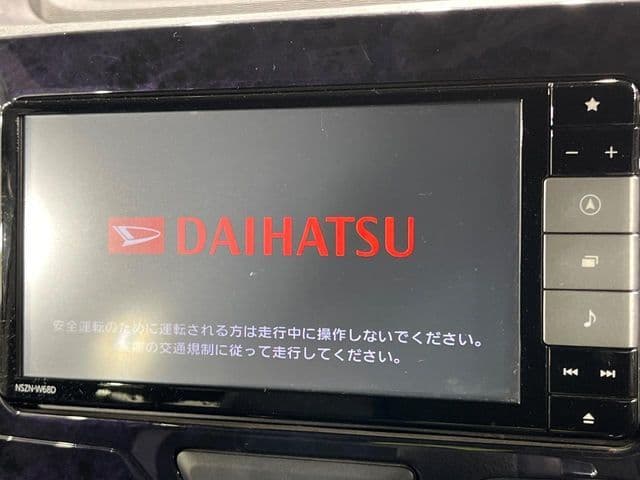 DAIHATSU
安全運転のために運転される方は走行中に操作しないでください。
の交通規制に従って走行してください。
NSZN-W68D